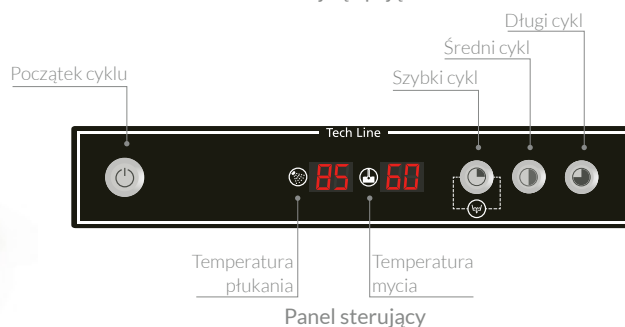 Długi cykl
Średni cykl
Początek cyklu
Szybki cykl
Tech Line
85 60
Temperatura
płukania
Temperatura
mycia
Panel sterujący